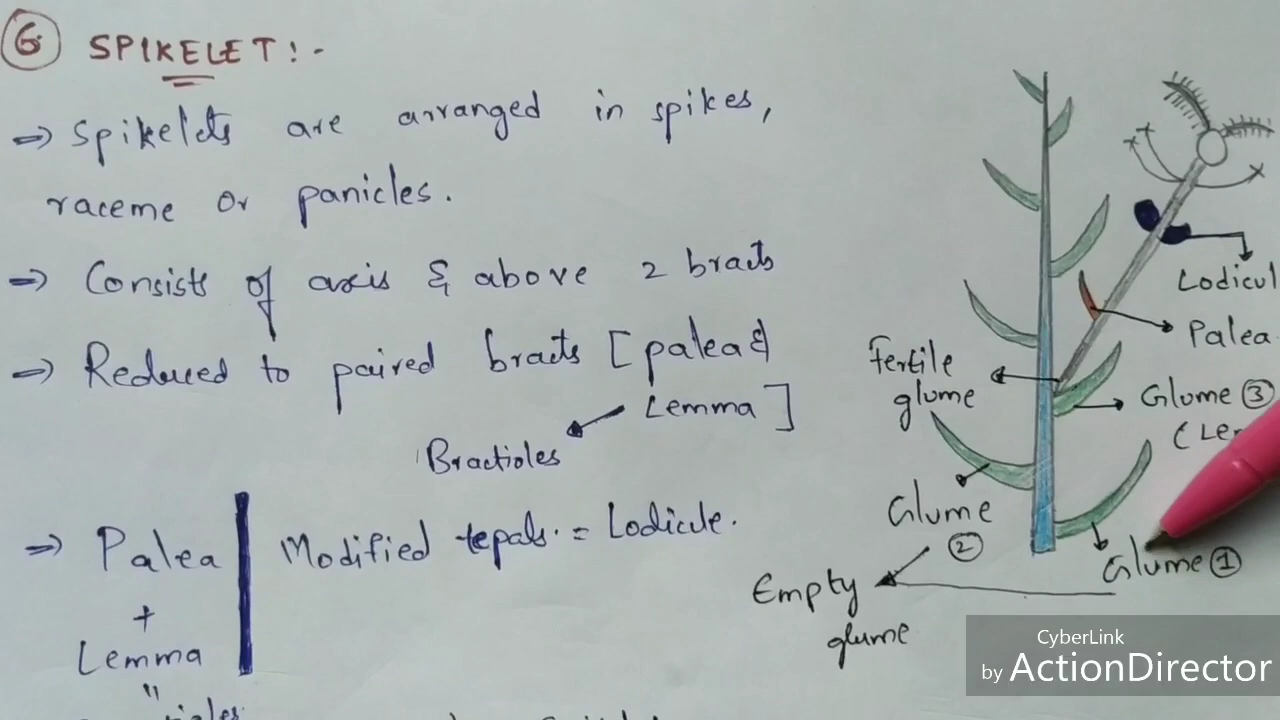 6. SPIKELET:-
⇒ Spikelets are arranged in spikes,
raceme or panicles.
⇒ Consists of axis & above 2 bracts
⇒ Reduced to paired bracts [palea &
Lemma]
Bractioles
⇒ Palea
+
Lemma
"
Modified tepals. = Lodicule.
Lodicul
Palea
Fertile
glume
Glume ③
(Le
Glume
②
Glume ①
Empty
glume
CyberLink
by ActionDirector